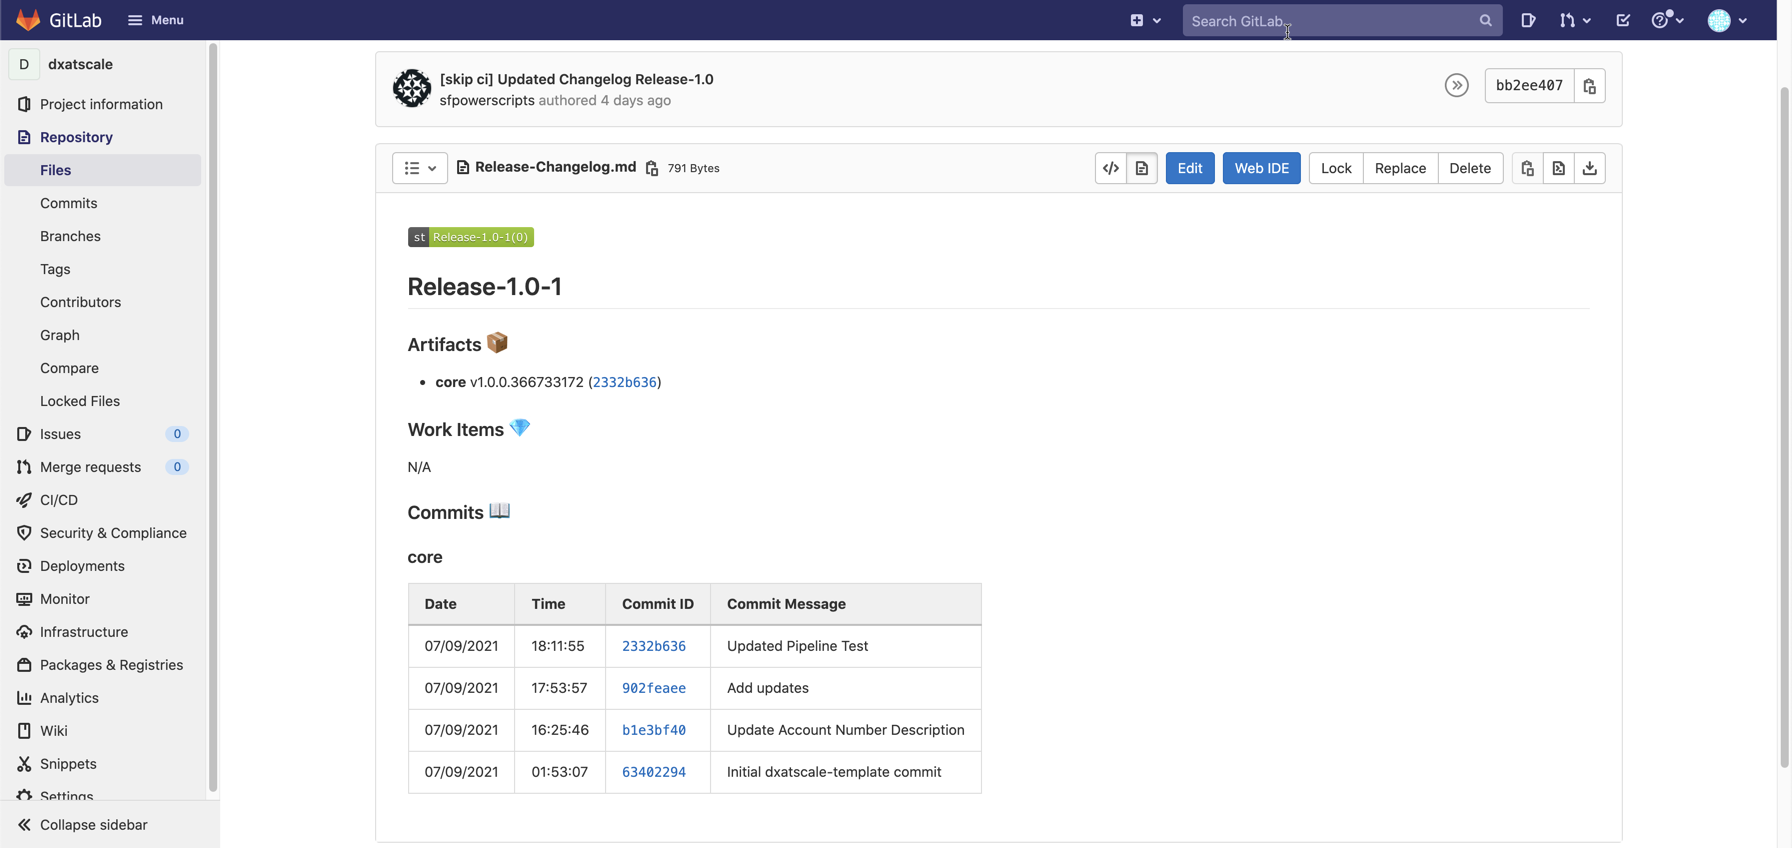 GitLab
Menu
Search GitLab
D dxatscale
Project information
Repository
Files
Commits
Branches
Tags
Contributors
Graph
Compare
Locked Files
Issues 0
Merge requests 0
CI/CD
Security & Compliance
Deployments
Monitor
Infrastructure
Packages & Registries
Analytics
Wiki
Snippets
Settings
Collapse sidebar
[skip ci] Updated Changelog Release-1.0
sfpowerscripts authored 4 days ago
bb2ee407
Release-Changelog.md 791 Bytes
</> Edit Web IDE Lock Replace Delete
st Release-1.0-1(0)
Release-1.0-1
Artifacts 📦
• core v1.0.0.366733172 (2332b636)
Work Items 💎
N/A
Commits 📖
core
Date Time Commit ID Commit Message
07/09/2021 18:11:55 2332b636 Updated Pipeline Test
07/09/2021 17:53:57 902feaee Add updates
07/09/2021 16:25:46 b1e3bf40 Update Account Number Description
07/09/2021 01:53:07 63402294 Initial dxatscale-template commit